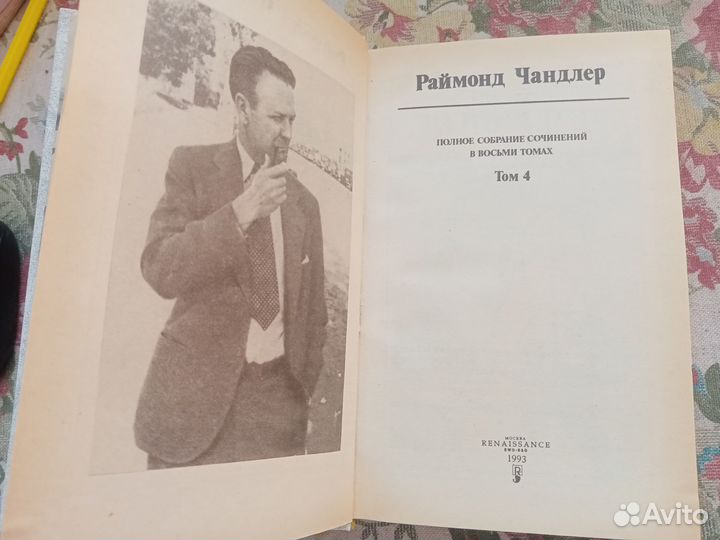 Раймонд Чандлер
ПОЛНОЕ СОБРАНИЕ СОЧИНЕНИЙ
В ВОСЬМИ ТОМАХ
Том 4
МОСКВА
RENAISSANCE
1993
Avito